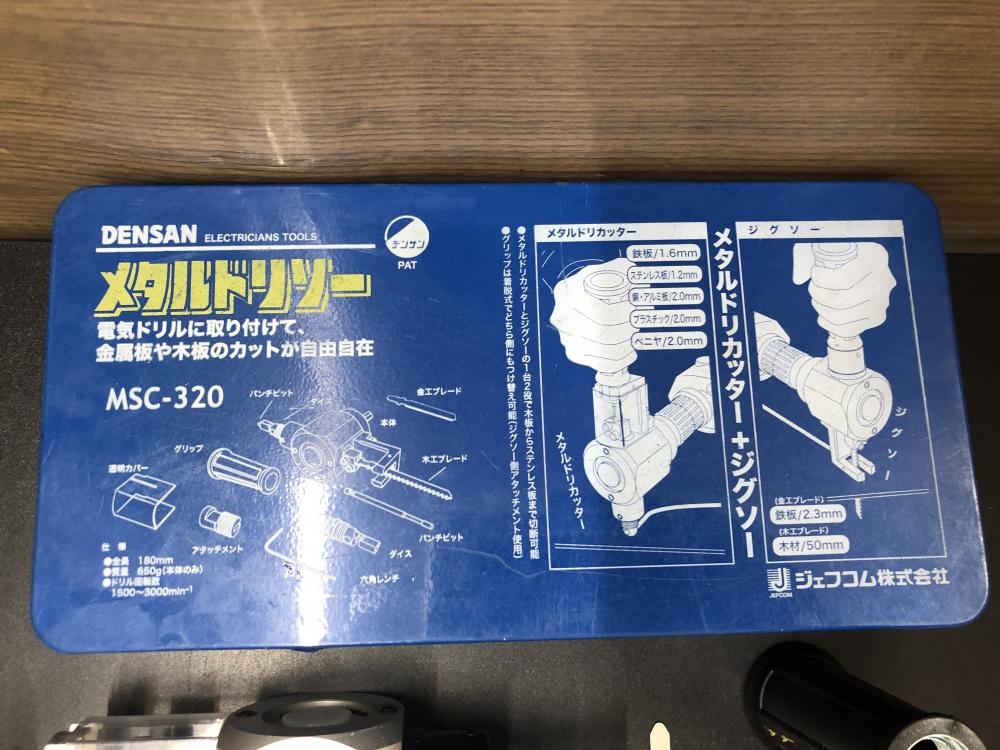 DENSAN ELECTRICIANS TOOLS
デンサン
PAT
メタルドリソー
電気ドリルに取り付けて、
金属板や木板のカットが自由自在
MSC-320
パンチビット
ダイス
金工ブレード
本体
木工ブレード
グリップ
透明カバー
アタッチメント
パンチビット
ダイス
六角レンチ
仕 様
●全長 180mm
●質量 650g(本体のみ)
●ドリル回転数
1500〜3000min⁻¹
●メタルドリカッターとジグソーの1台2役で木板からステンレス板まで切断可能
●グリップは着脱式でどちら側にもつけ替え可能(ジグソー側アタッチメント使用)
メタルドリカッター
鉄板/1.6mm
ステンレス板/1.2mm
銅・アルミ板/2.0mm
プラスチック/2.0mm
ベニヤ/2.0mm
メタルドリカッター
メタルドリカッター+ジグソー
ジグソー
ジグソー
(金工ブレード)
鉄板/2.3mm
(木工ブレード)
木材/50mm
JEFCOM
ジェフコム株式会社